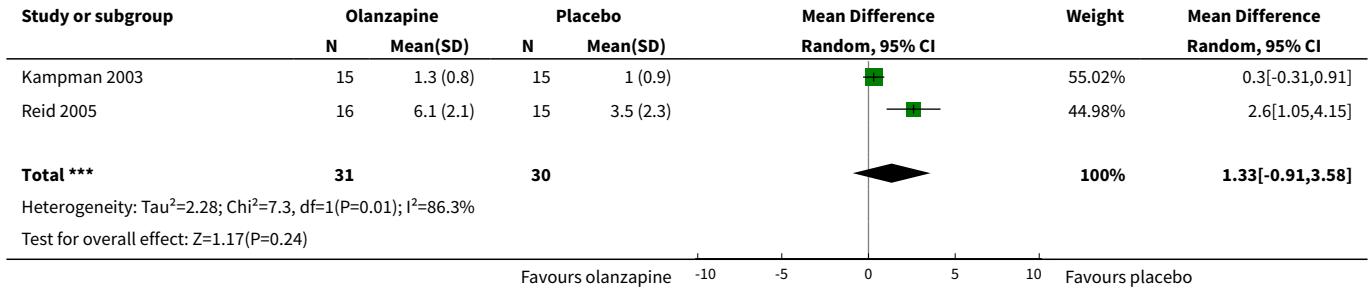 Study or subgroup Olanzapine Placebo Mean Difference Weight Mean Difference
N Mean(SD) N Mean(SD) Random, 95% CI Random, 95% CI
Kampman 2003 15 1.3 (0.8) 15 1 (0.9) 55.02% 0.3[-0.31,0.91]
Reid 2005 16 6.1 (2.1) 15 3.5 (2.3) 44.98% 2.6[1.05,4.15]
Total *** 31 30 100% 1.33[-0.91,3.58]
Heterogeneity: Tau²=2.28; Chi²=7.3, df=1(P=0.01); I²=86.3%
Test for overall effect: Z=1.17(P=0.24)
Favours olanzapine -10 -5 0 5 10 Favours placebo